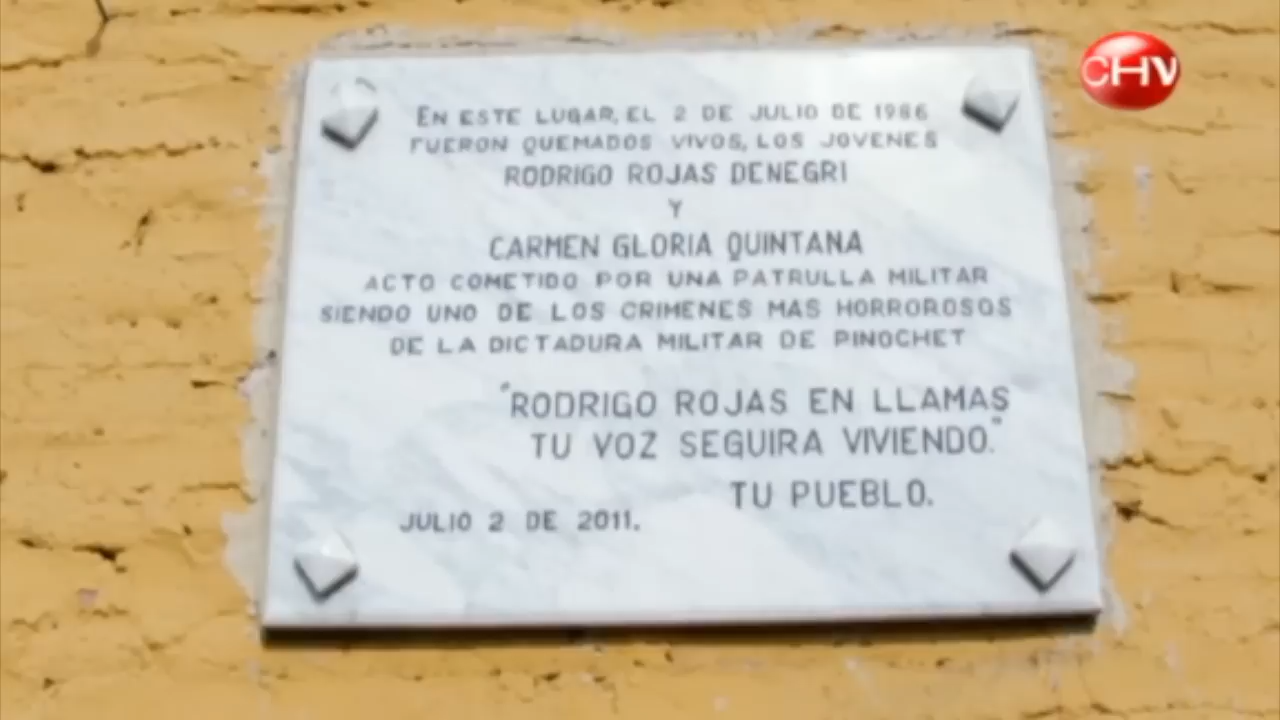 CHV
EN ESTE LUGAR, EL 2 DE JULIO DE 1986
FUERON QUEMADOS VIVOS, LOS JOVENES
RODRIGO ROJAS DENEGRI
Y
CARMEN GLORIA QUINTANA
ACTO COMETIDO POR UNA PATRULLA MILITAR
SIENDO UNO DE LOS CRIMENES MAS HORROROSOS
DE LA DICTADURA MILITAR DE PINOCHET
"RODRIGO ROJAS EN LLAMAS
TU VOZ SEGUIRA VIVIENDO."
TU PUEBLO.
JULIO 2 DE 2011.